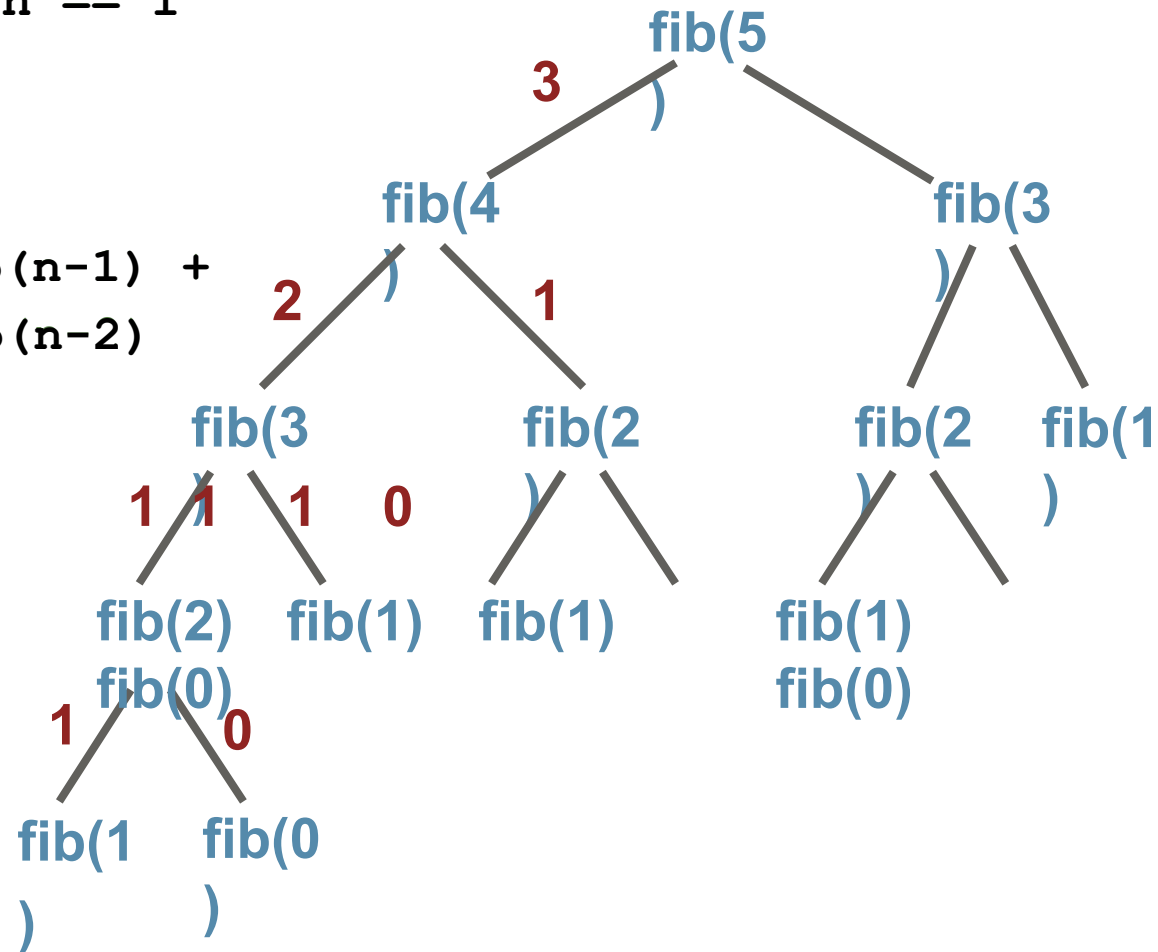 n == 1
fib(5
)
3
fib(4
)
fib(3
)
(n-1) +
(n-2)
2
1
fib(3
)
fib(2
)
fib(2
)
fib(1
)
1 1 1 0
fib(2) fib(1) fib(1) fib(1)
fib(0) fib(0)
1 0
fib(1
)
fib(0
)